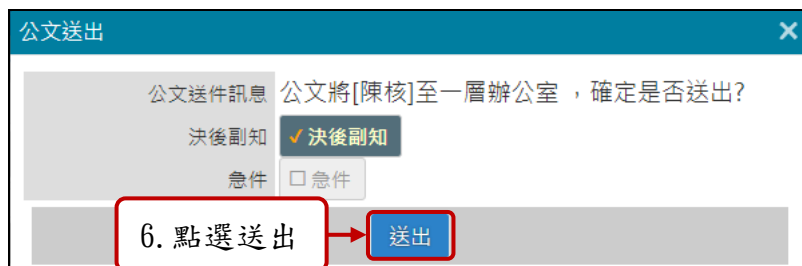 公文送出 ×
公文送件訊息 公文將[陳核]至一層辦公室 ，確定是否送出?
決後副知 ✓決後副知
急件 □急件
6.點選送出 送出